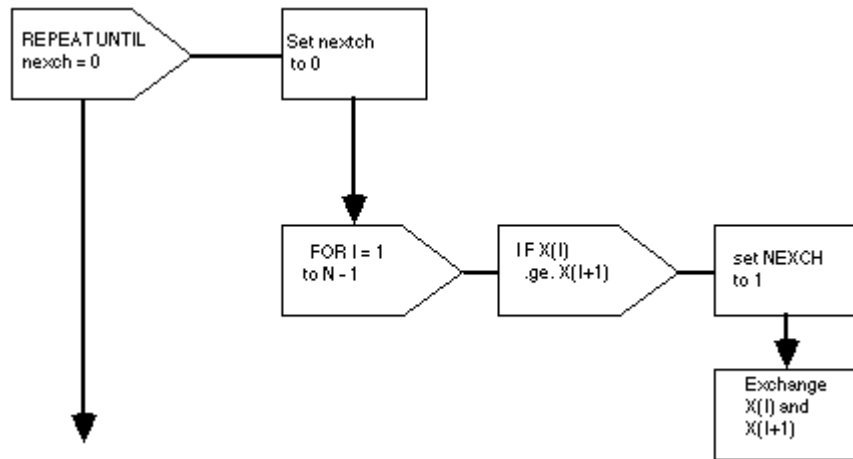 REPEAT UNTIL
nexch = 0
Set nextch
to 0
FOR I = 1
to N - 1
IF X(I)
.ge. X(I+1)
set NEXCH
to 1
Exchange
X(I) and
X(I+1)